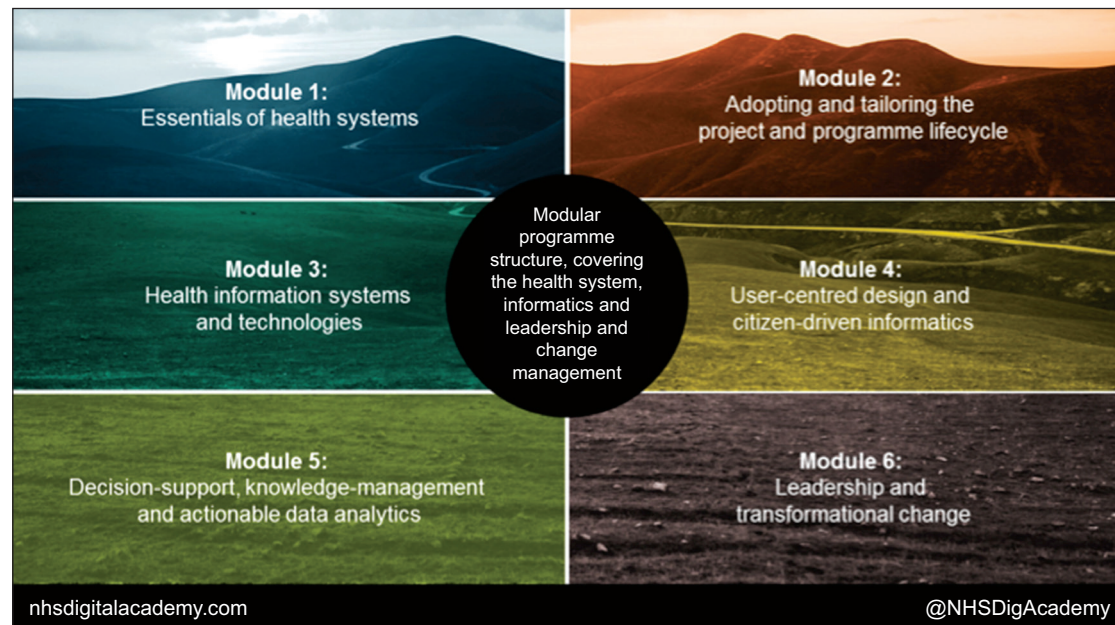 Module 1:
Essentials of health systems
Module 2:
Adopting and tailoring the
project and programme lifecycle
Module 3:
Health information systems
and technologies
Modular
programme
structure, covering
the health system,
informatics and
leadership and
change
management
Module 4:
User-centred design and
citizen-driven informatics
Module 5:
Decision-support, knowledge-management
and actionable data analytics
Module 6:
Leadership and
transformational change
nhsdigitalacademy.com
@NHSDigAcademy